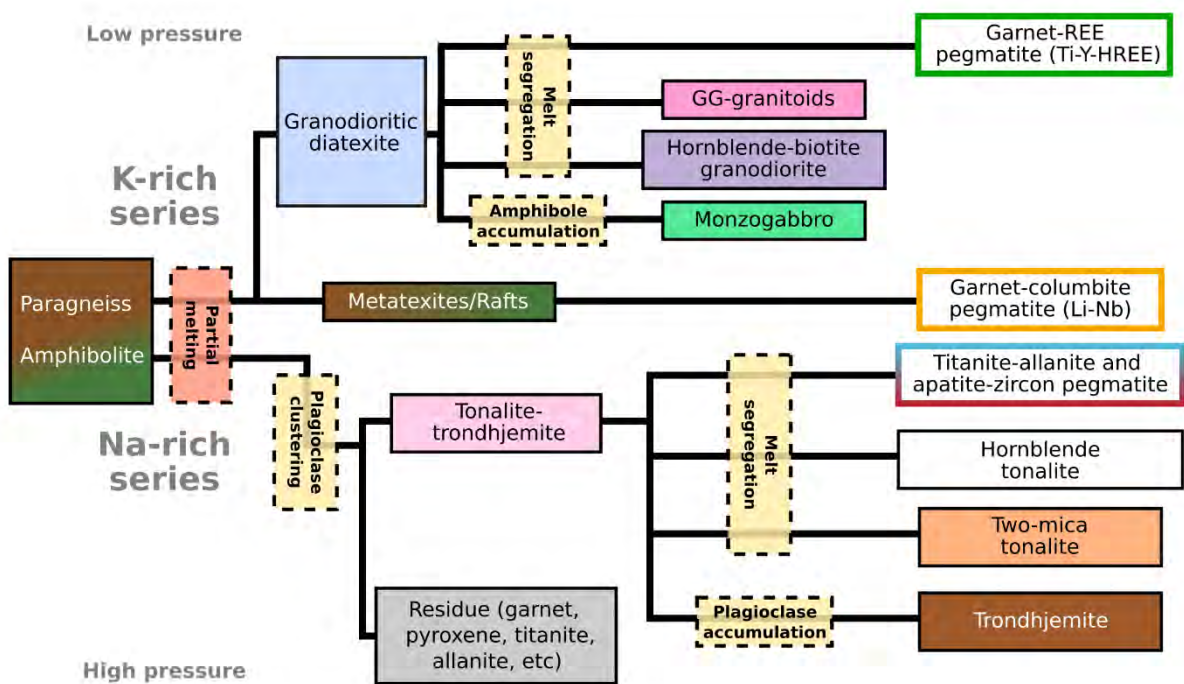 Low pressure
Garnet-REE
pegmatite (Ti-Y-HREE)
Melt
segregation
GG-granitoids
Granodioritic
diatexite
Hornblende-biotite
granodiorite
K-rich
series
Amphibole
accumulation
Monzogabbro
Paragneiss
Amphibolite
Partial
melting
Metatexites/Rafts
Garnet-columbite
pegmatite (Li-Nb)
Na-rich
series
Plagioclase
clustering
Tonalite-
trondhjemite
Melt
segregation
Titanite-allanite and
apatite-zircon pegmatite
Hornblende
tonalite
Two-mica
tonalite
Residue (garnet,
pyroxene, titanite,
allanite, etc)
Plagioclase
accumulation
Trondhjemite
High pressure